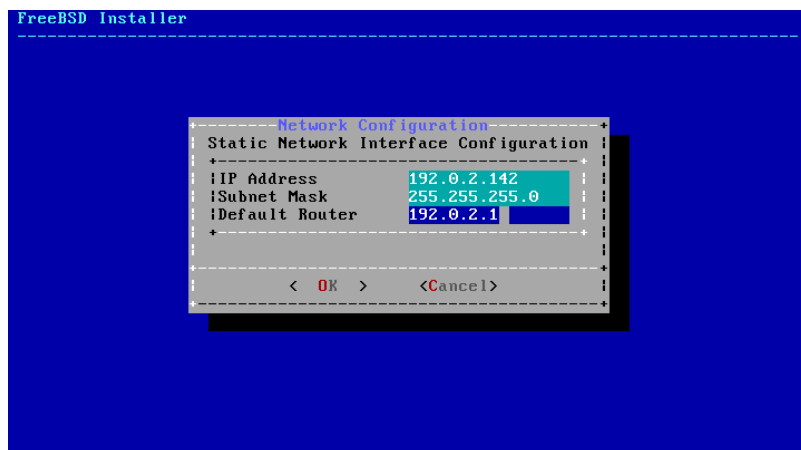 FreeBSD Installer
Network Configuration
Static Network Interface Configuration
IP Address 192.0.2.142
Subnet Mask 255.255.255.0
Default Router 192.0.2.1
< OK > <Cancel>